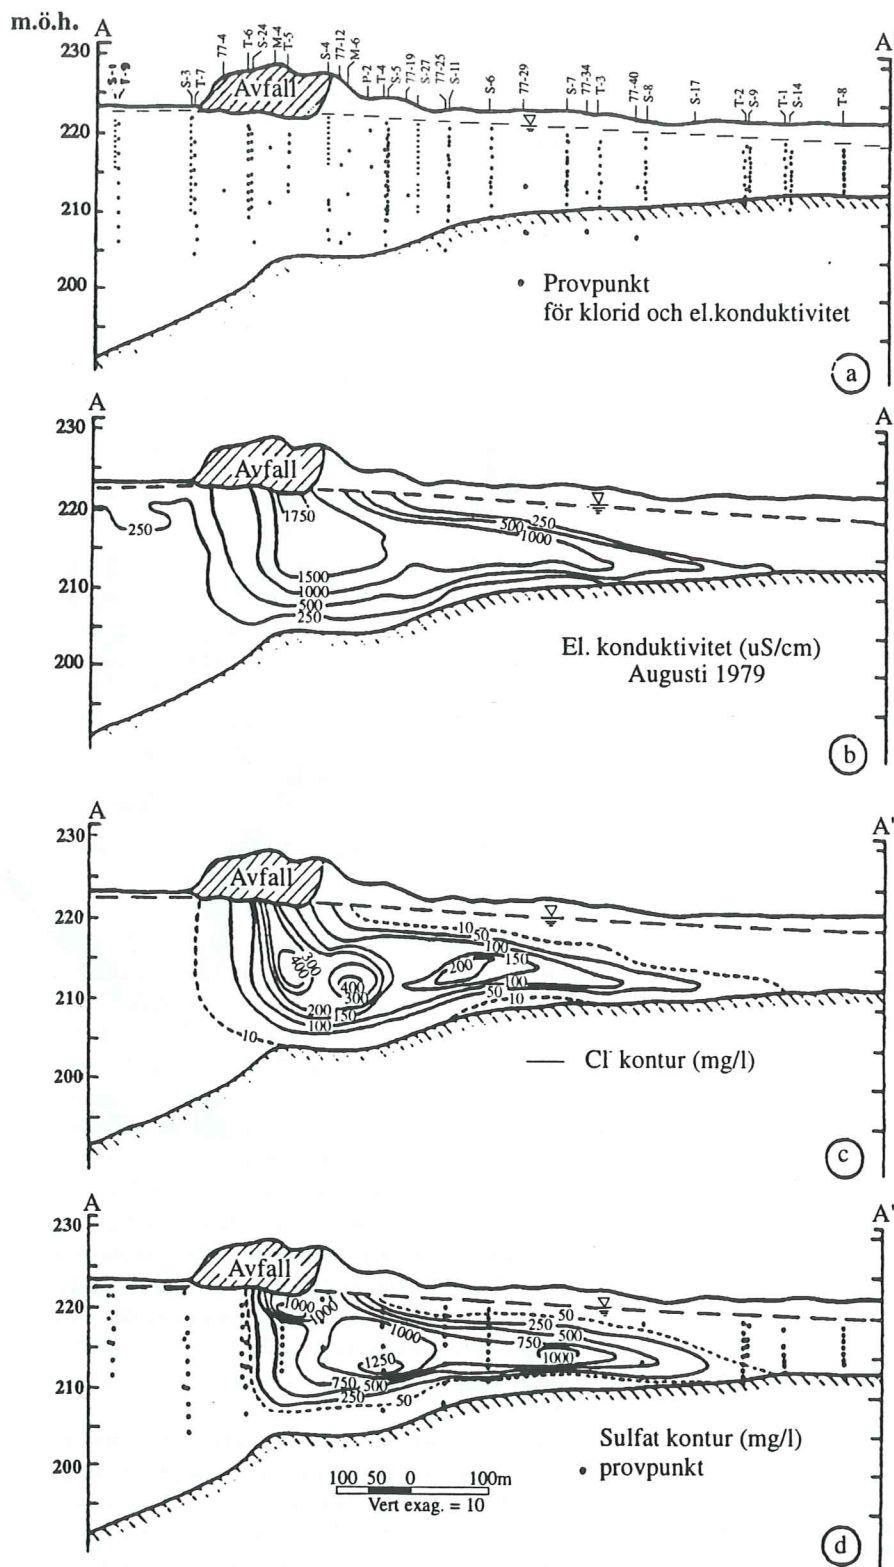 m.ö.h.
A
A
230
220
210
200
S-3
T-7
77-4
T-6
S-24
M-4
T-5
S-4
77-12
M-6
P-2
T-4
S-5
77-19
S-27
77-25
S-11
S-6
77-29
S-7
77-34
T-3
77-40
S-8
S-17
T-2
S-9
T-1
S-14
T-8
Avfall
• Provpunkt
för klorid och el.konduktivitet
a
A
A
230
220
210
200
Avfall
250
1750
1500
1000
500
250
250
500
1000
El. konduktivitet (uS/cm)
Augusti 1979
b
A
A'
230
220
210
200
Avfall
300
400
400
300
200
150
100
10
10
50
100
150
200
100
50
10
— Cl⁻ kontur (mg/l)
c
A
A'
230
220
210
200
Avfall
1000
1000
1000
1250
750
500
250
50
50
250
500
750
1000
Sulfat kontur (mg/l)
• provpunkt
100 50 0 100m
Vert exag. = 10
d